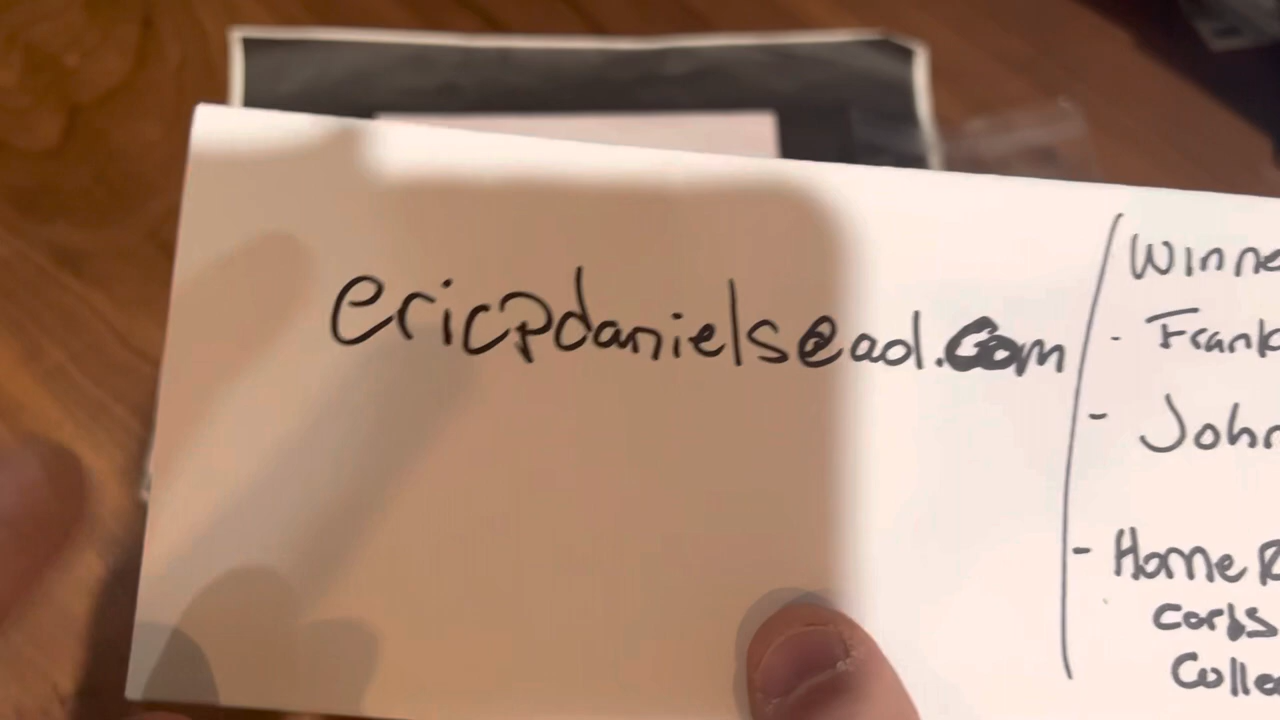 ericpdaniels@aol.com
Winne
- Frank
- John
- Home R
Cards
Colle